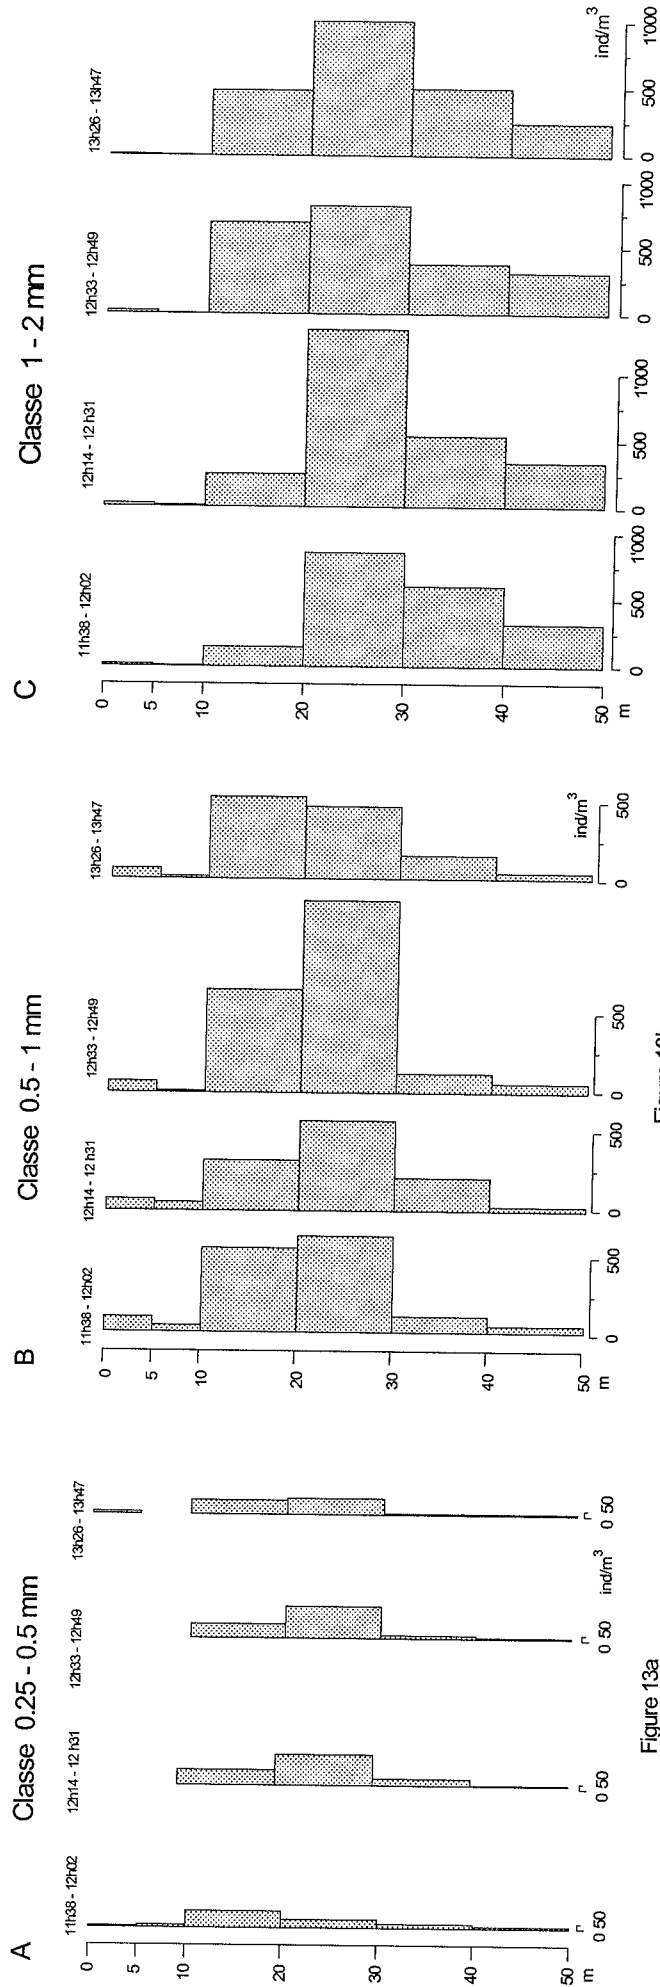 A Classe 0.25 - 0.5 mm
11h38 - 12h02
12h14 - 12 h31
12h33 - 12h49
13h26 - 13h47
0
5
10
20
30
40
50
m
0 50
0 50
0 50
0 50
ind/m³
Figure 13a
B Classe 0.5 - 1 mm
11h38 - 12h02
12h14 - 12 h31
12h33 - 12h49
13h26 - 13h47
0
5
10
20
30
40
50
m
0 500
0 500
0 500
0 500
ind/m³
C Classe 1 - 2 mm
11h38 - 12h02
12h14 - 12 h31
12h33 - 12h49
13h26 - 13h47
0
5
10
20
30
40
50
m
0 500 1'000
0 500 1'000
0 500 1'000
0 500 1'000
ind/m³